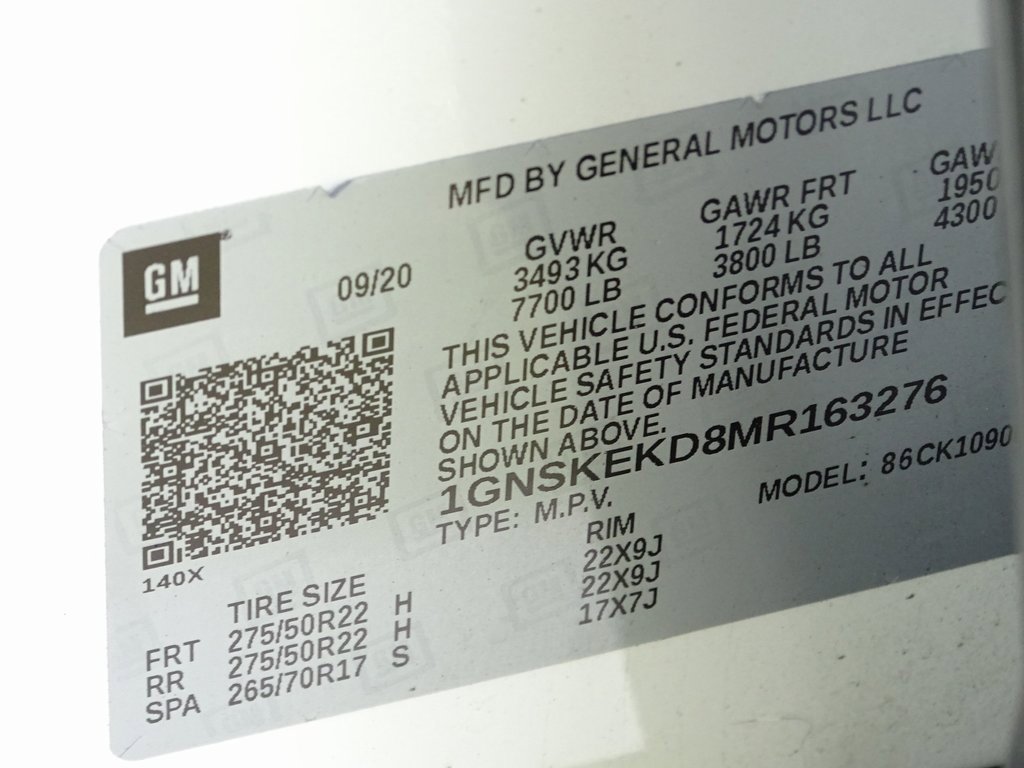 MFD BY GENERAL MOTORS LLC
GM
09/20
GVWR GAWR FRT GAW
3493 KG 1724 KG 1950
7700 LB 3800 LB 4300
THIS VEHICLE CONFORMS TO ALL
APPLICABLE U.S. FEDERAL MOTOR
VEHICLE SAFETY STANDARDS IN EFFEC
ON THE DATE OF MANUFACTURE
SHOWN ABOVE.
1GNSKEKD8MR163276
TYPE: M.P.V. MODEL: 86CK1090
140X
TIRE SIZE RIM
FRT 275/50R22 H 22X9J
RR 275/50R22 H 22X9J
SPA 265/70R17 S 17X7J